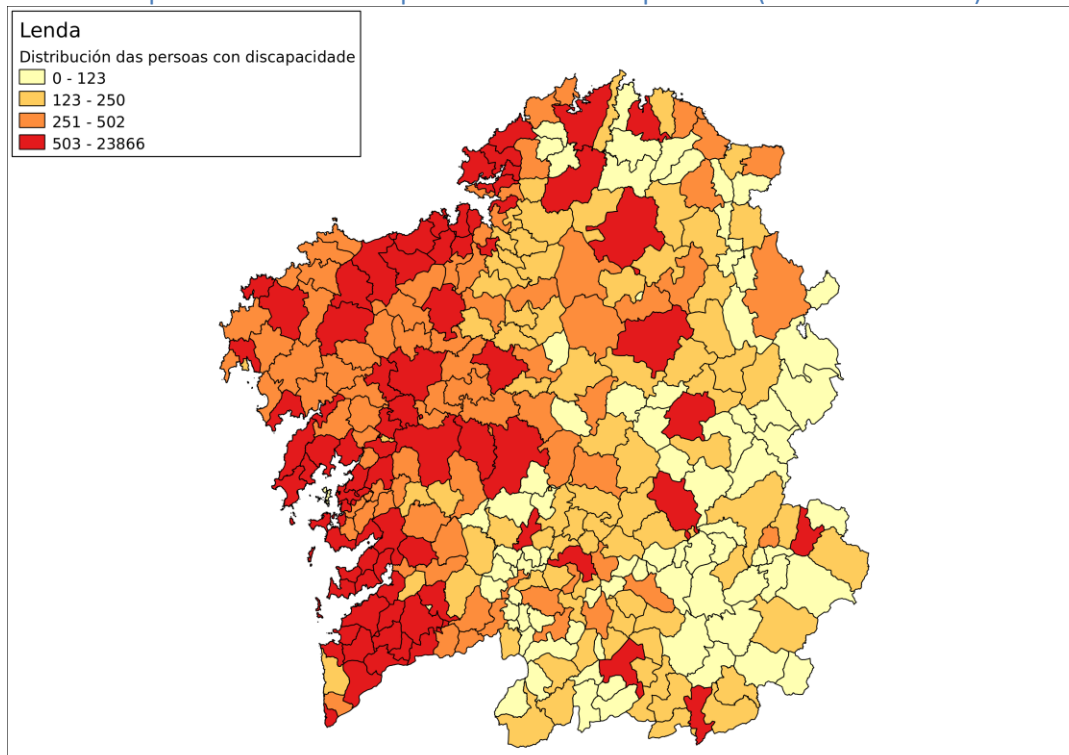 Lenda
Distribución das persoas con discapacidade
0 - 123
123 - 250
251 - 502
503 - 23866